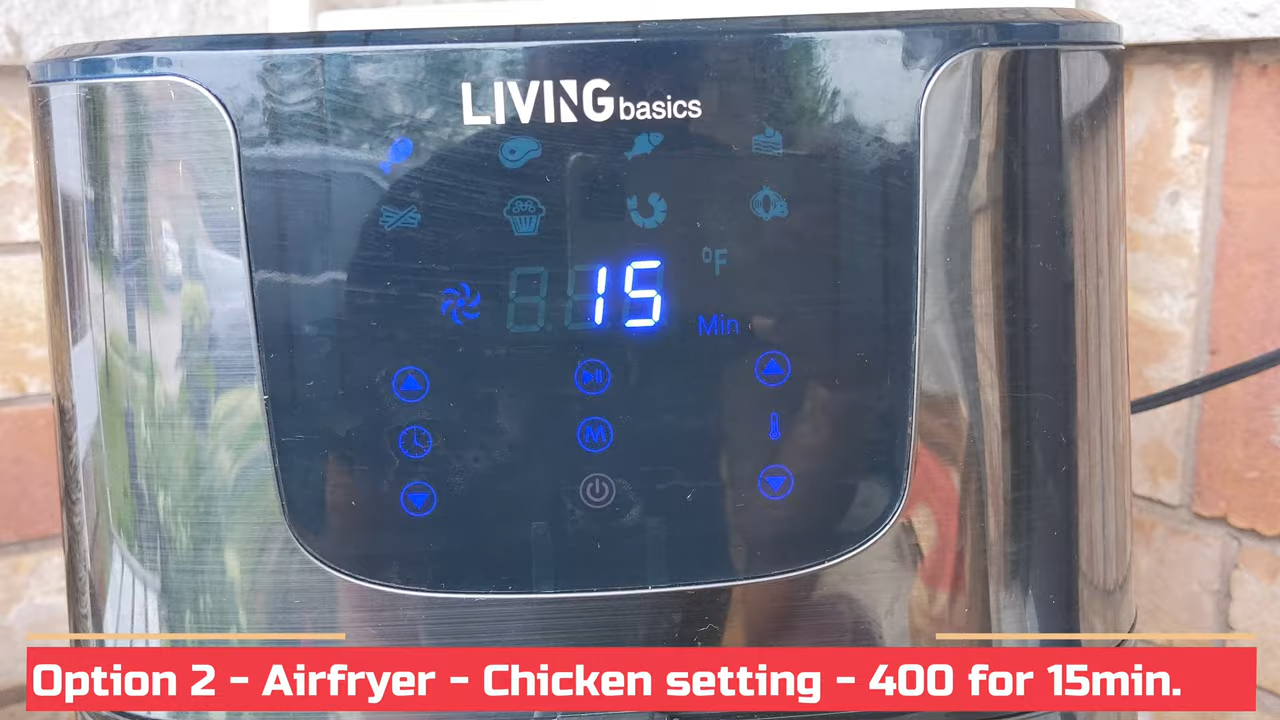 LIVING basics
°F
15
Min
M
Option 2 - Airfryer - Chicken setting - 400 for 15min.